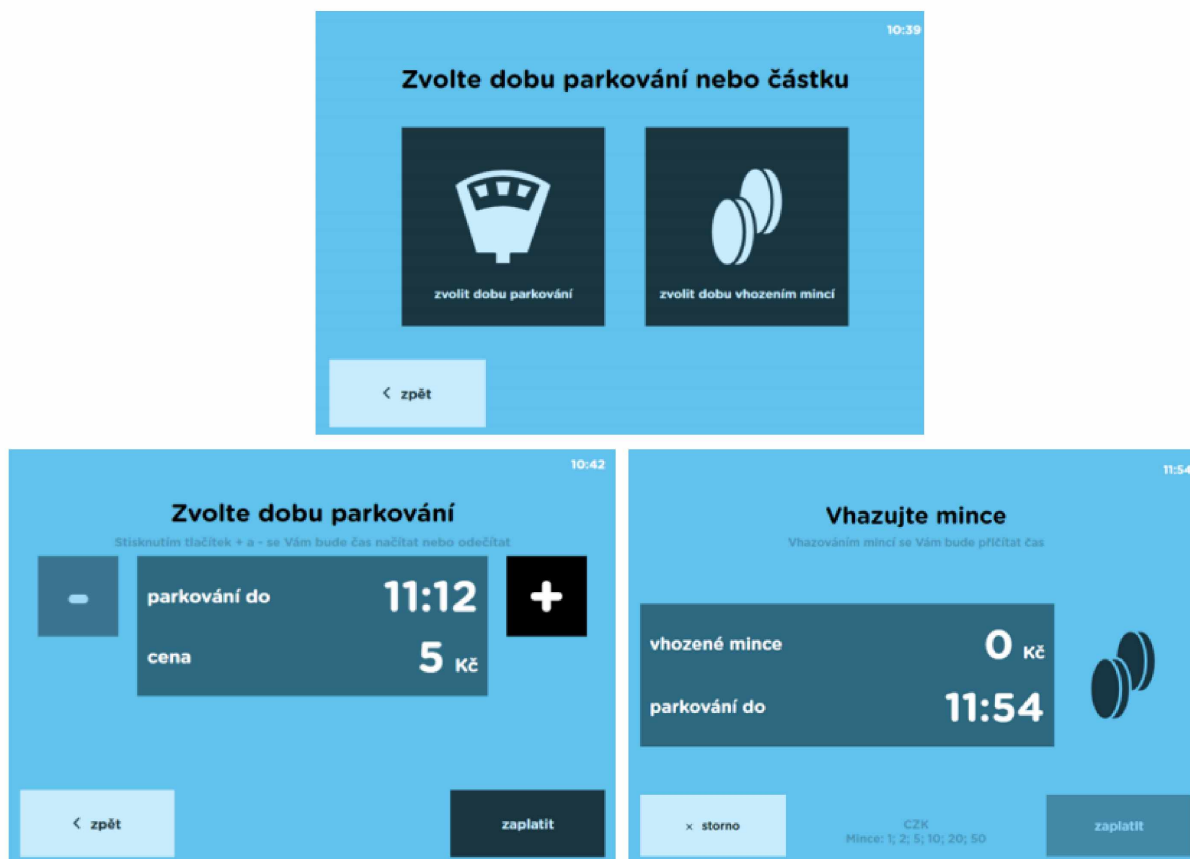 10:39
Zvolte dobu parkování nebo částku
zvolit dobu parkování
zvolit dobu vhozením mincí
< zpět
10:42
Zvolte dobu parkování
Stisknutím tlačítek + a - se Vám bude čas načítat nebo odečítat
-
parkování do 11:12
+
cena 5 Kč
< zpět
zaplatit
11:54
Vhazujte mince
Vhazováním mincí se Vám bude přičítat čas
vhozené mince 0 Kč
parkování do 11:54
× storno
CZK
Mince: 1; 2; 5; 10; 20; 50
zaplatit